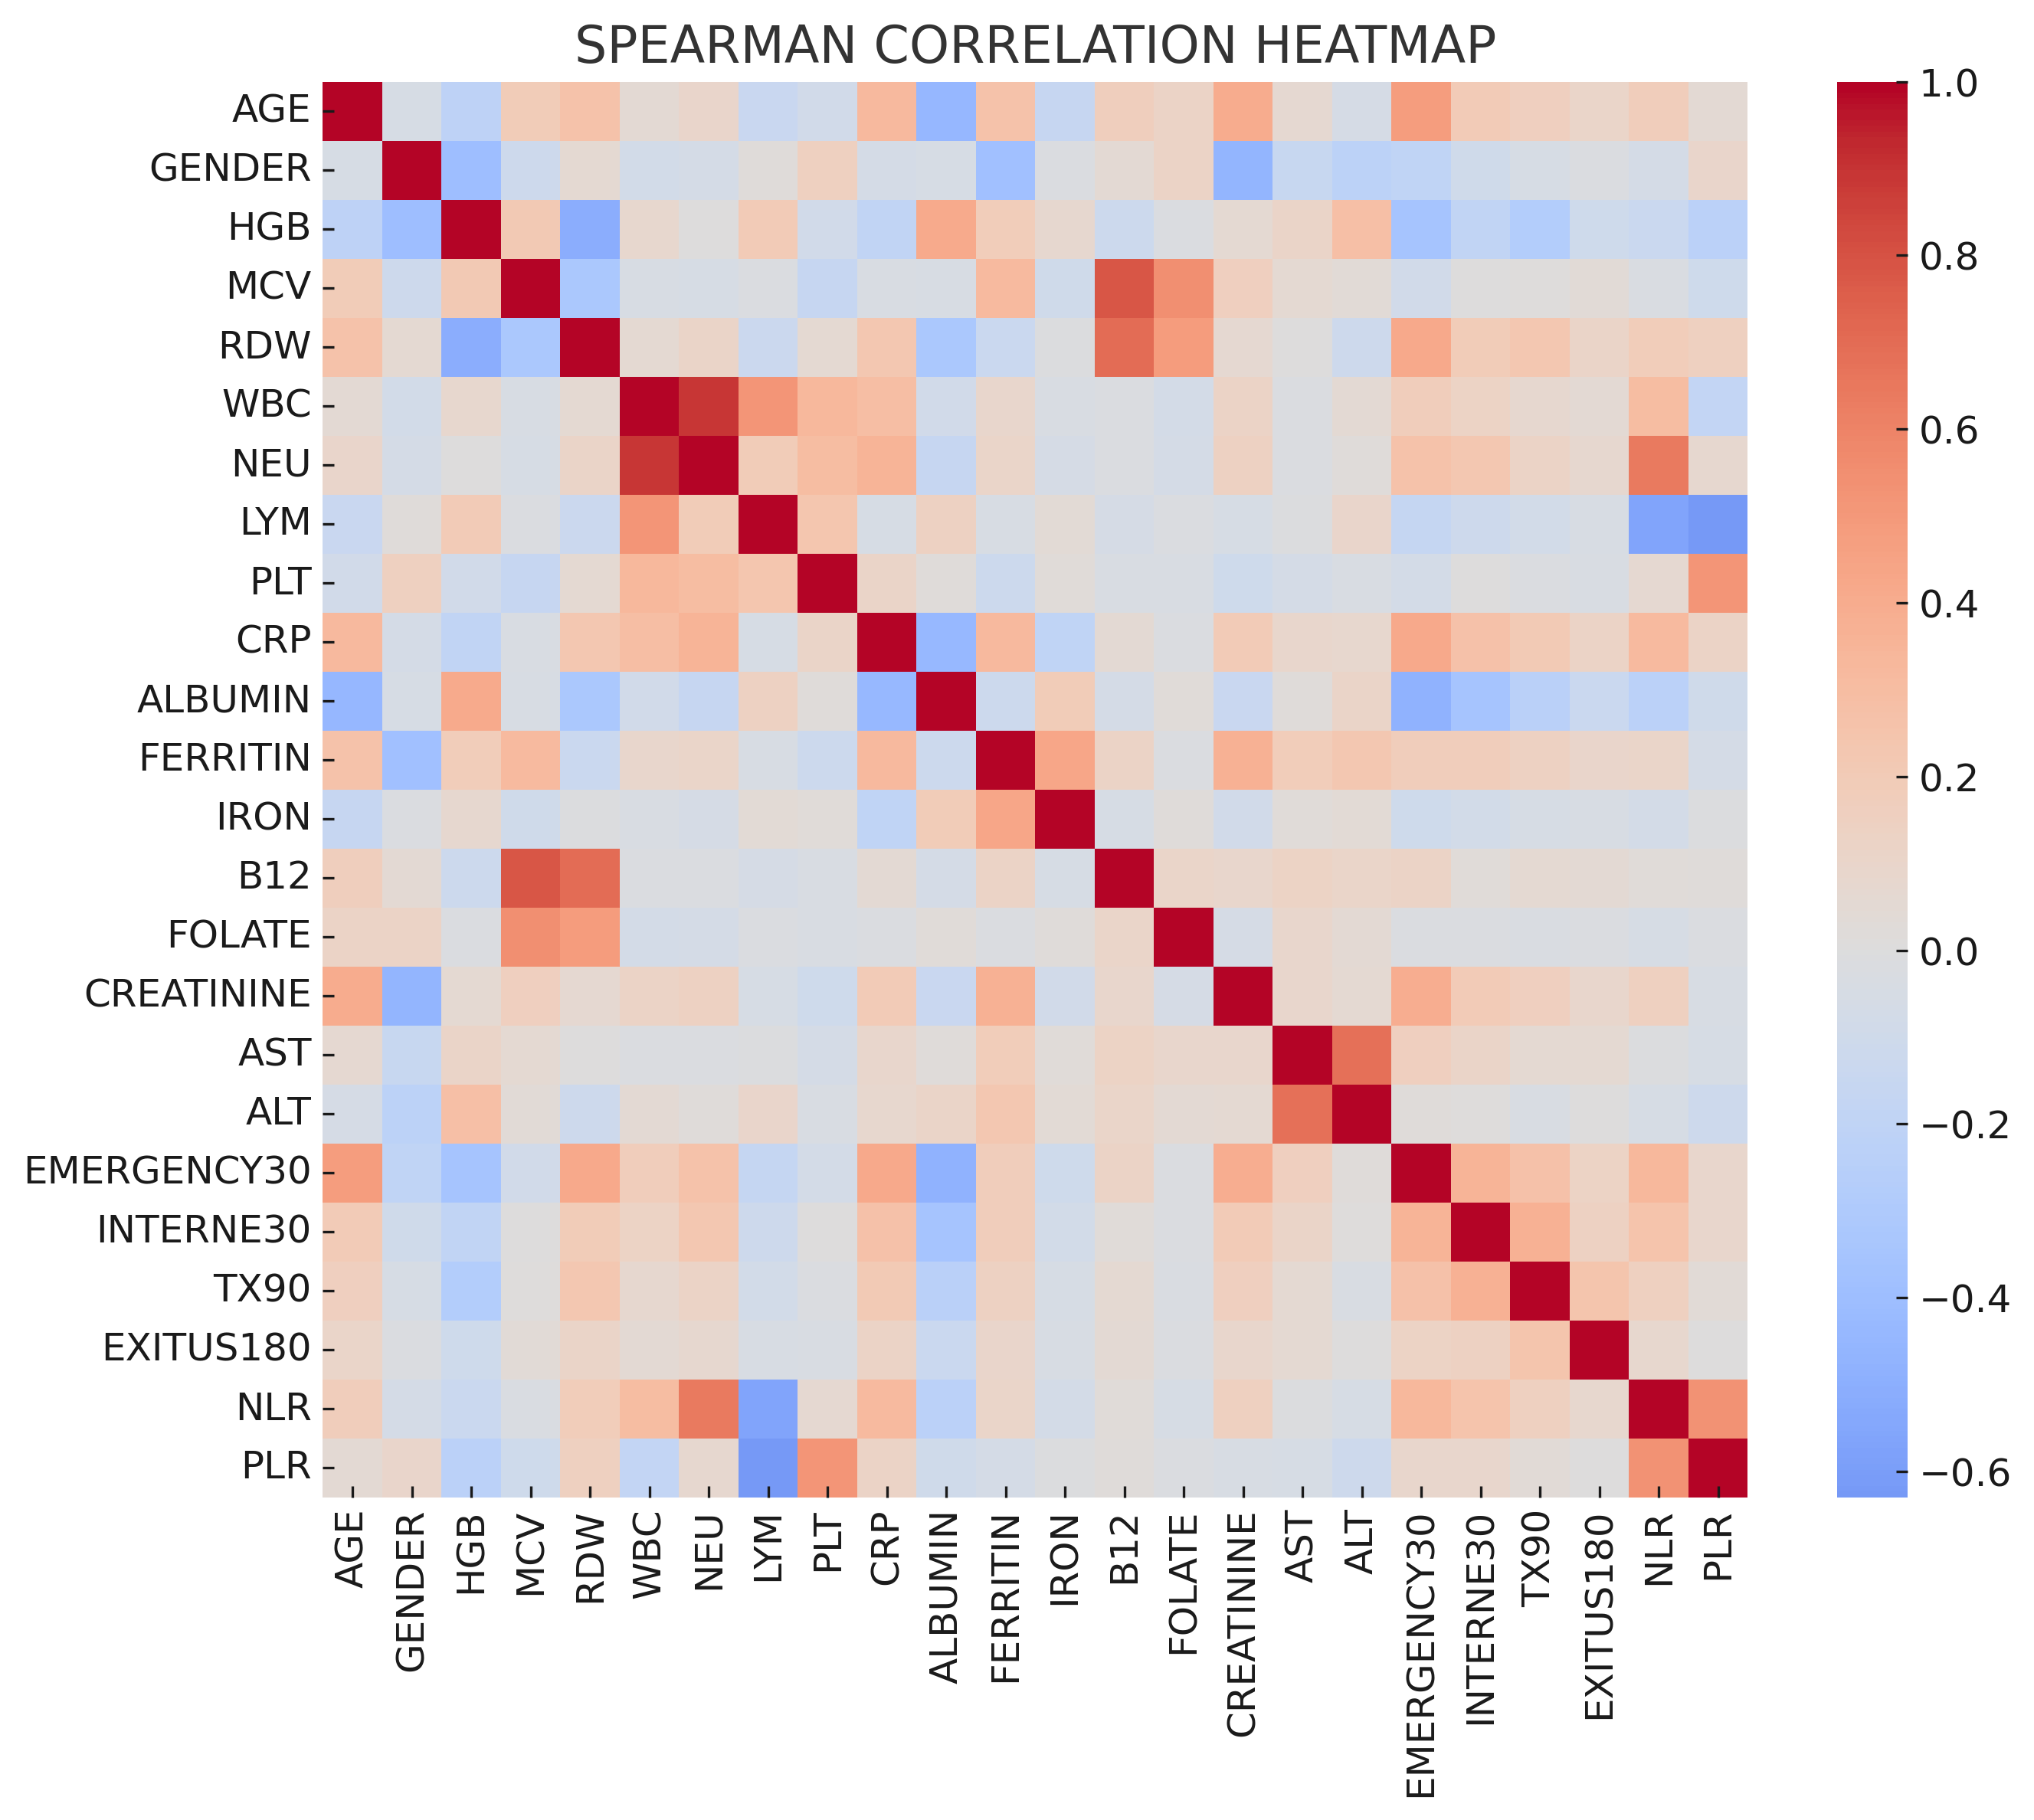 SPEARMAN CORRELATION HEATMAP
AGE
GENDER
HGB
MCV
RDW
WBC
NEU
LYM
PLT
CRP
ALBUMIN
FERRITIN
IRON
B12
FOLATE
CREATININE
AST
ALT
EMERGENCY30
INTERNE30
TX90
EXITUS180
NLR
PLR
AGE
GENDER
HGB
MCV
RDW
WBC
NEU
LYM
PLT
CRP
ALBUMIN
FERRITIN
IRON
B12
FOLATE
CREATININE
AST
ALT
EMERGENCY30
INTERNE30
TX90
EXITUS180
NLR
PLR
1.0
0.8
0.6
0.4
0.2
0.0
−0.2
−0.4
−0.6